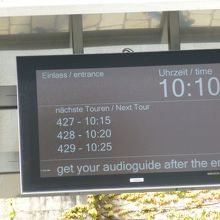 Einlass / entrance
Uhrzeit / time
10:10
nächste Touren / Next Tour
427 - 10:15
428 - 10:20
429 - 10:25
get your audioguide after the